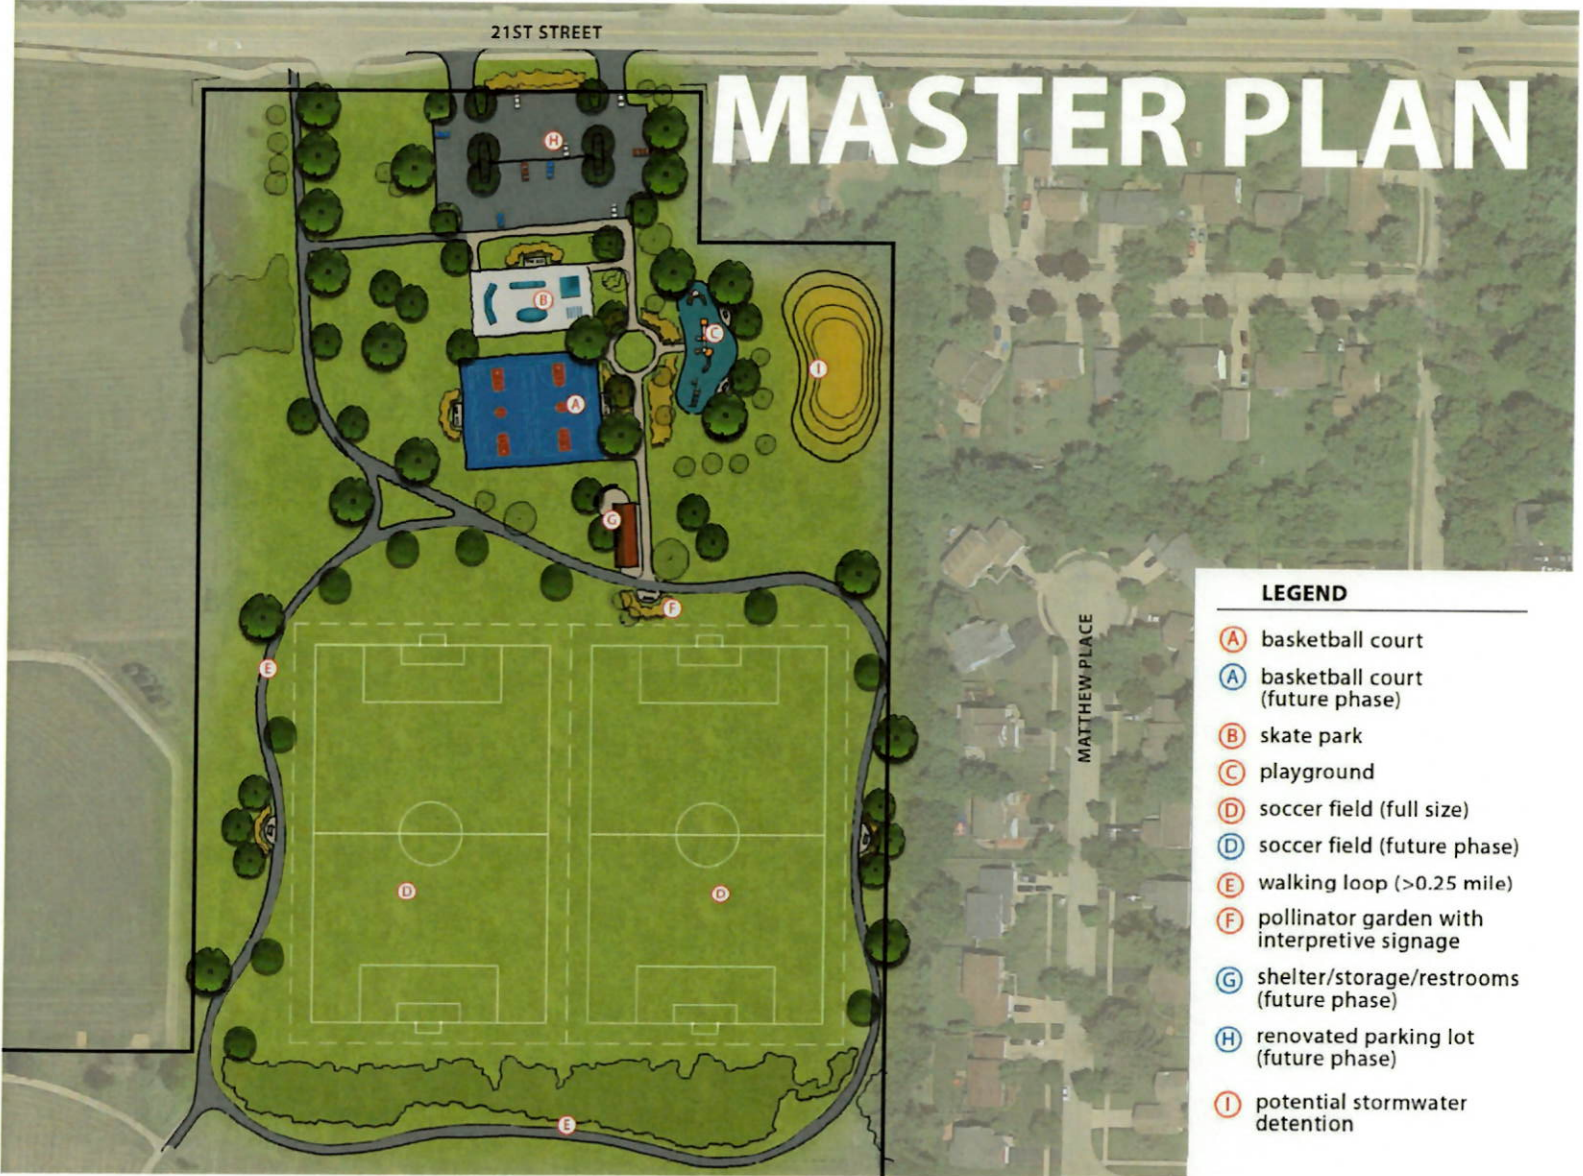 21ST STREET
MASTER PLAN
H
B
C
I
A
G
F
E
MATTHEW PLACE
D
D
E
LEGEND
A basketball court
A basketball court
(future phase)
B skate park
C playground
D soccer field (full size)
D soccer field (future phase)
E walking loop (>0.25 mile)
F pollinator garden with
interpretive signage
G shelter/storage/restrooms
(future phase)
H renovated parking lot
(future phase)
I potential stormwater
detention